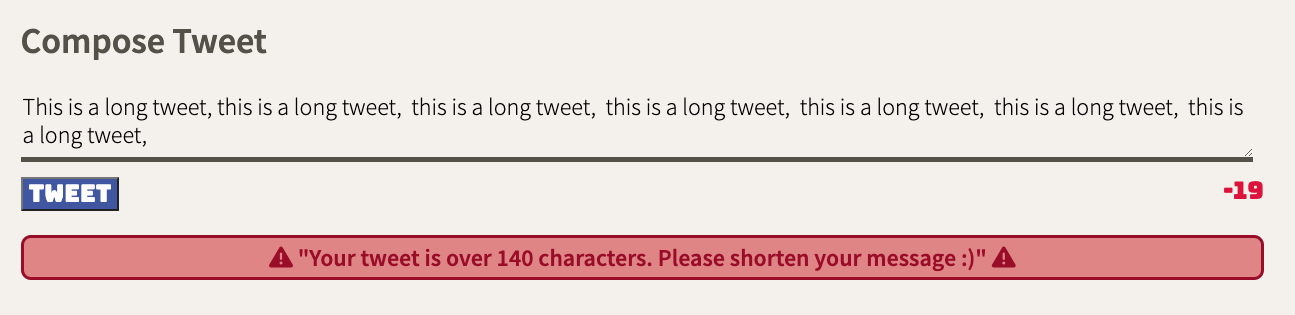 Compose Tweet
This is a long tweet, this is a long tweet,  this is a long tweet,  this is a long tweet,  this is a long tweet,  this is a long tweet,  this is
a long tweet,
TWEET
-19
"Your tweet is over 140 characters. Please shorten your message :)"